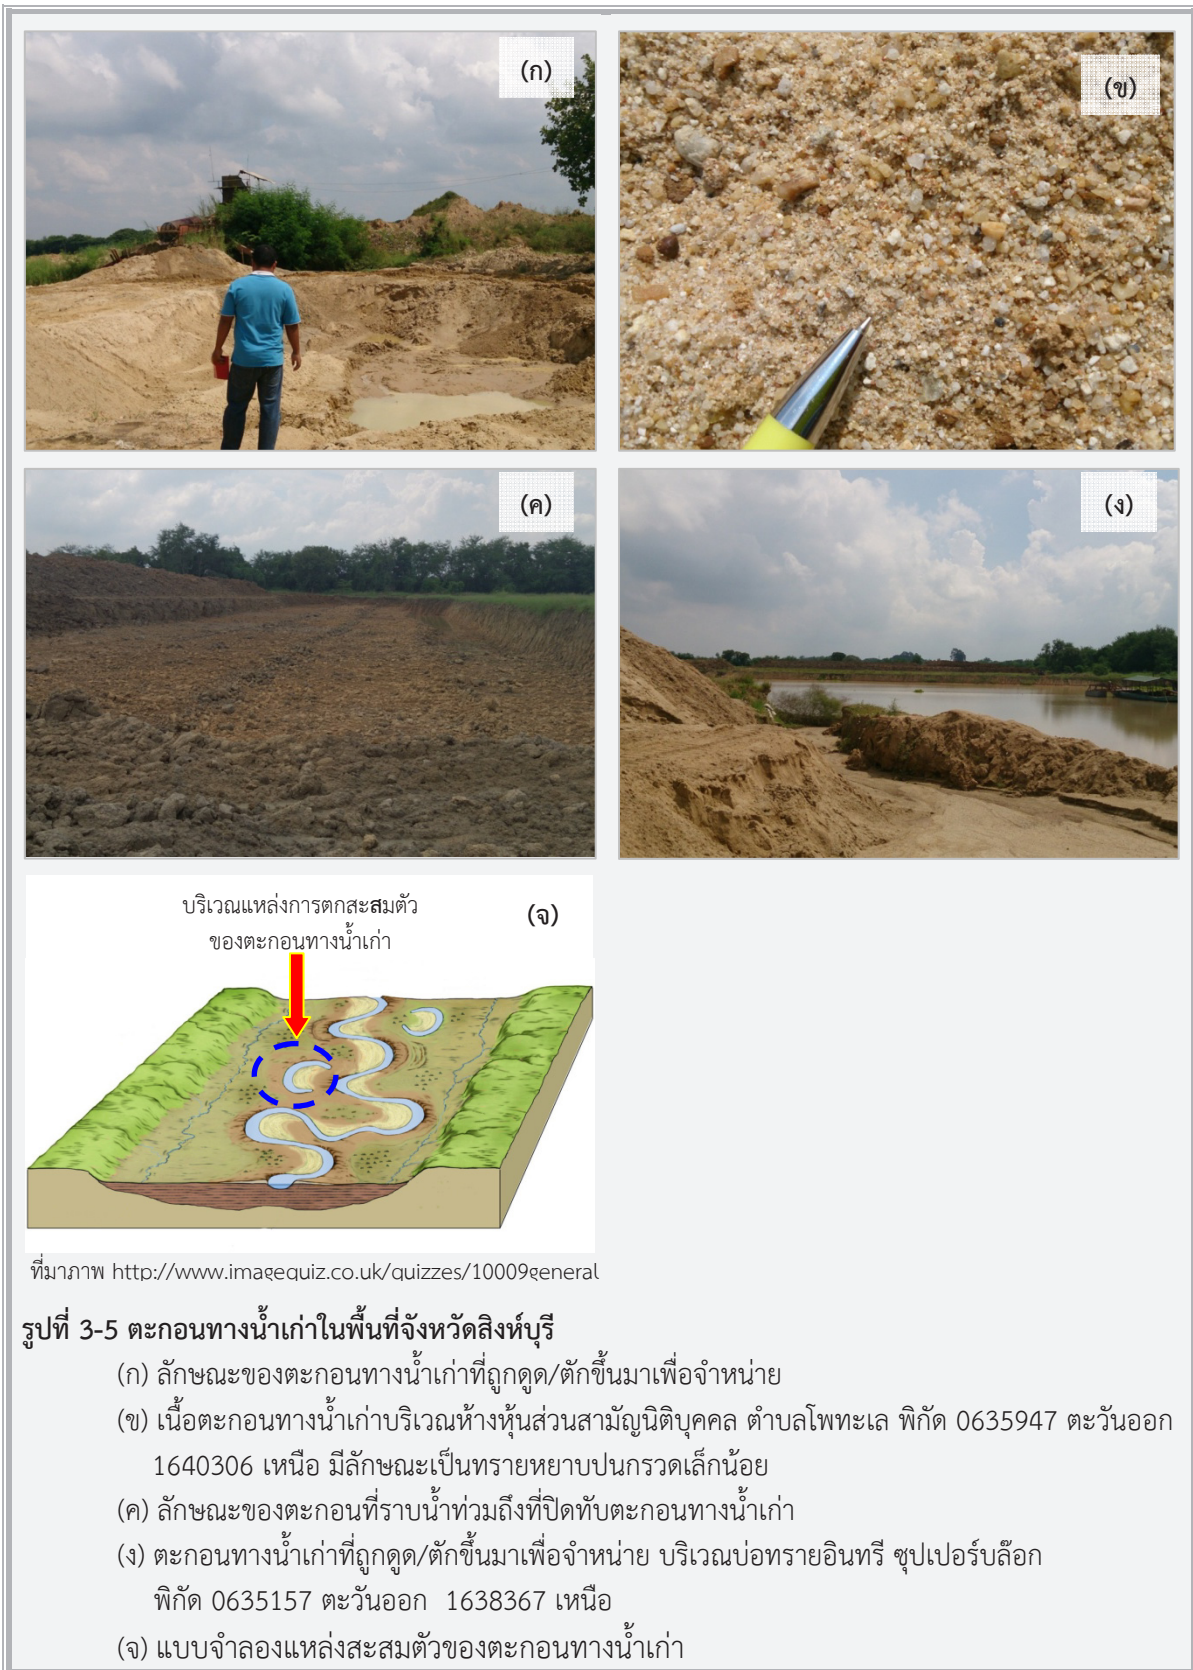 (ก)
(ข)
(ค)
(ง)
บริเวณแหล่งการตกสะสมตัว
ของตะกอนทางน้ำเก่า
(จ)
ที่มาภาพ http://www.imagequiz.co.uk/quizzes/10009general
รูปที่ 3-5 ตะกอนทางน้ำเก่าในพื้นที่จังหวัดสิงห์บุรี
(ก) ลักษณะของตะกอนทางน้ำเก่าที่ถูกดูด/ตักขึ้นมาเพื่อจำหน่าย
(ข) เนื้อตะกอนทางน้ำเก่าบริเวณห้างหุ้นส่วนสามัญนิติบุคคล ตำบลโพทะเล พิกัด 0635947 ตะวันออก
1640306 เหนือ มีลักษณะเป็นทรายหยาบปนกรวดเล็กน้อย
(ค) ลักษณะของตะกอนที่ราบน้ำท่วมถึงที่ปิดทับตะกอนทางน้ำเก่า
(ง) ตะกอนทางน้ำเก่าที่ถูกดูด/ตักขึ้นมาเพื่อจำหน่าย บริเวณบ่อทรายอินทรี ซุปเปอร์บล๊อก
พิกัด 0635157 ตะวันออก 1638367 เหนือ
(จ) แบบจำลองแหล่งสะสมตัวของตะกอนทางน้ำเก่า